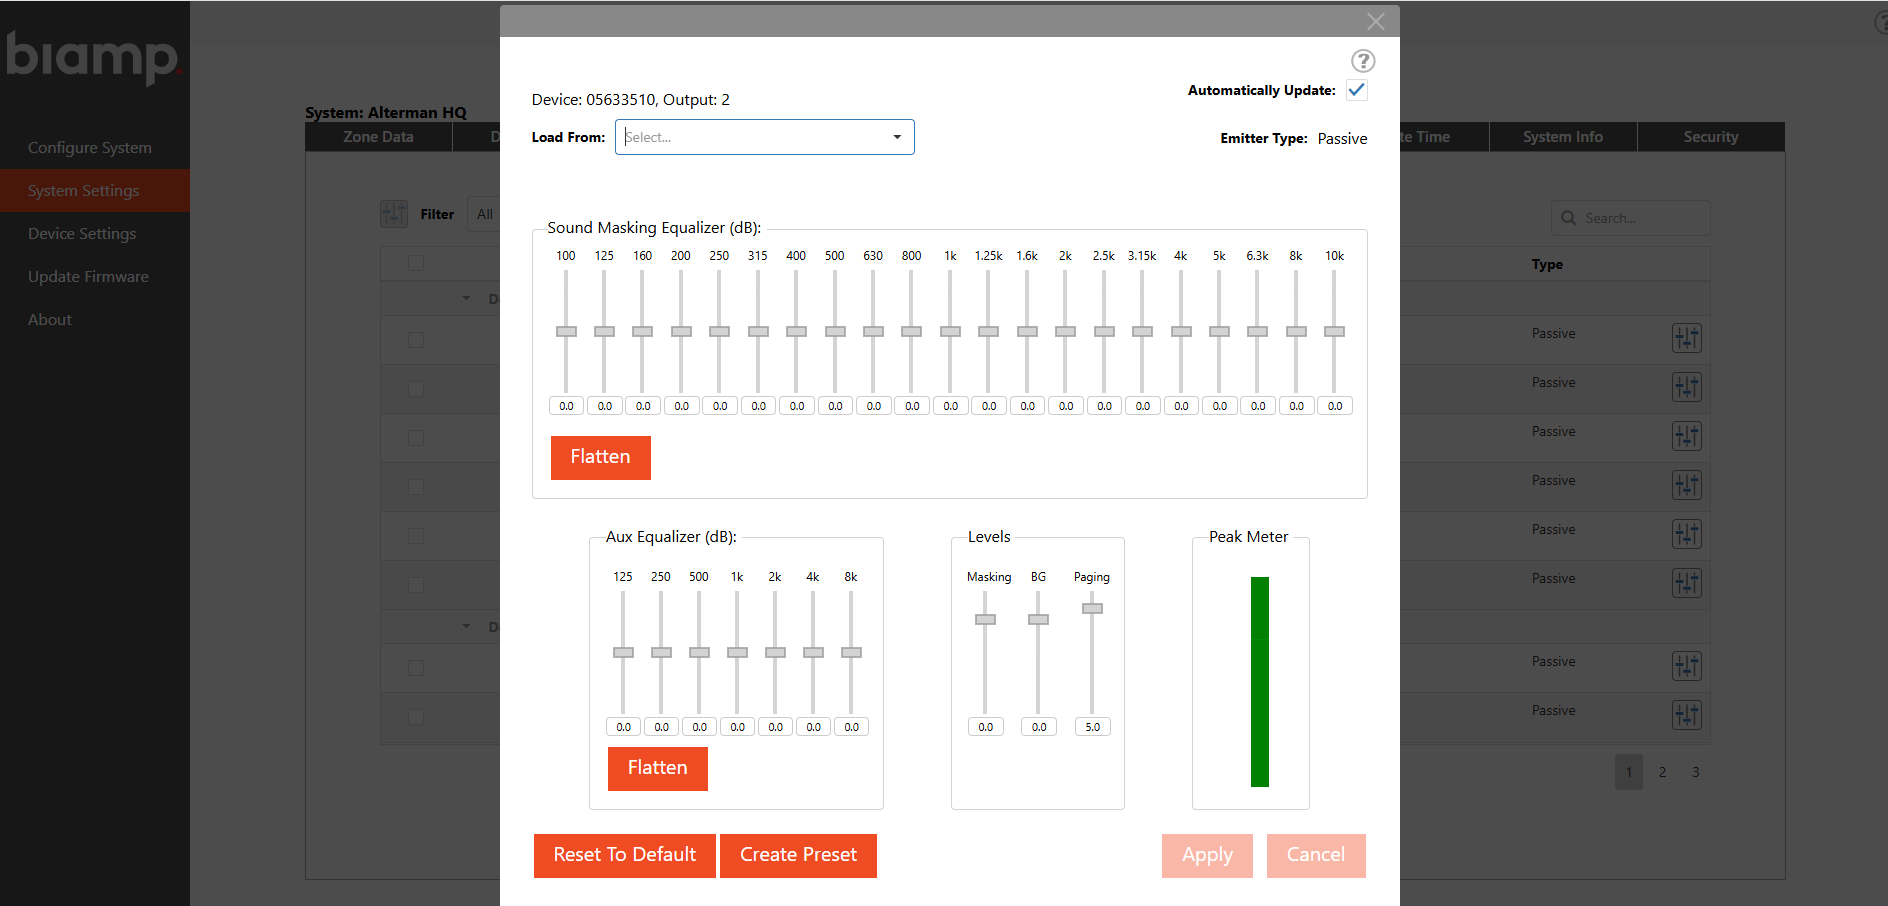 biamp.
Configure System
System Settings
Device Settings
Update Firmware
About
System: Alterman HQ
Zone Data
D
te Time
System Info
Security
Filter
All
Search...
Type
De
Passive
Passive
Passive
Passive
Passive
Passive
De
Passive
Passive
1 2 3
?
Device: 05633510, Output: 2
Automatically Update:
Load From: Select...
Emitter Type: Passive
Sound Masking Equalizer (dB):
100 125 160 200 250 315 400 500 630 800 1k 1.25k 1.6k 2k 2.5k 3.15k 4k 5k 6.3k 8k 10k
0.0 0.0 0.0 0.0 0.0 0.0 0.0 0.0 0.0 0.0 0.0 0.0 0.0 0.0 0.0 0.0 0.0 0.0 0.0 0.0 0.0
Flatten
Aux Equalizer (dB):
125 250 500 1k 2k 4k 8k
0.0 0.0 0.0 0.0 0.0 0.0 0.0
Flatten
Levels
Masking BG Paging
0.0 0.0 5.0
Peak Meter
Reset To Default
Create Preset
Apply
Cancel